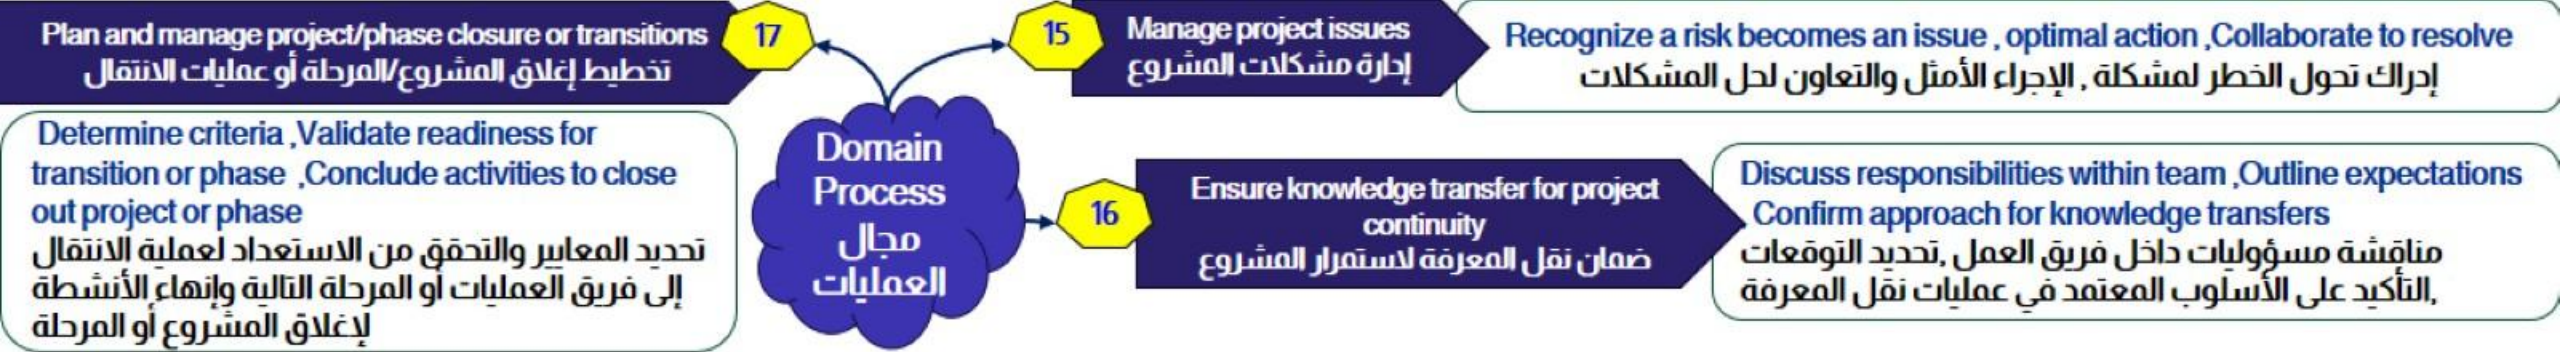 Plan and manage project/phase closure or transitions
تخطيط إغلاق المشروع/المرحلة أو عمليات الانتقال
17
Determine criteria ,Validate readiness for
transition or phase ,Conclude activities to close
out project or phase
تحديد المعايير والتحقق من الاستعداد لعملية الانتقال
إلى فريق العمليات أو المرحلة التالية وإنهاء الأنشطة
لإغلاق المشروع أو المرحلة
Domain
Process
مجال
العمليات
15
Manage project issues
إدارة مشكلات المشروع
Recognize a risk becomes an issue , optimal action ,Collaborate to resolve
إدراك تحول الخطر لمشكلة , الإجراء الأمثل والتعاون لحل المشكلات
16
Ensure knowledge transfer for project
continuity
ضمان نقل المعرفة لاستمرار المشروع
Discuss responsibilities within team ,Outline expectations
Confirm approach for knowledge transfers
مناقشة مسؤوليات داخل فريق العمل ,تحديد التوقعات
,التأكيد على الأسلوب المعتمد في عمليات نقل المعرفة